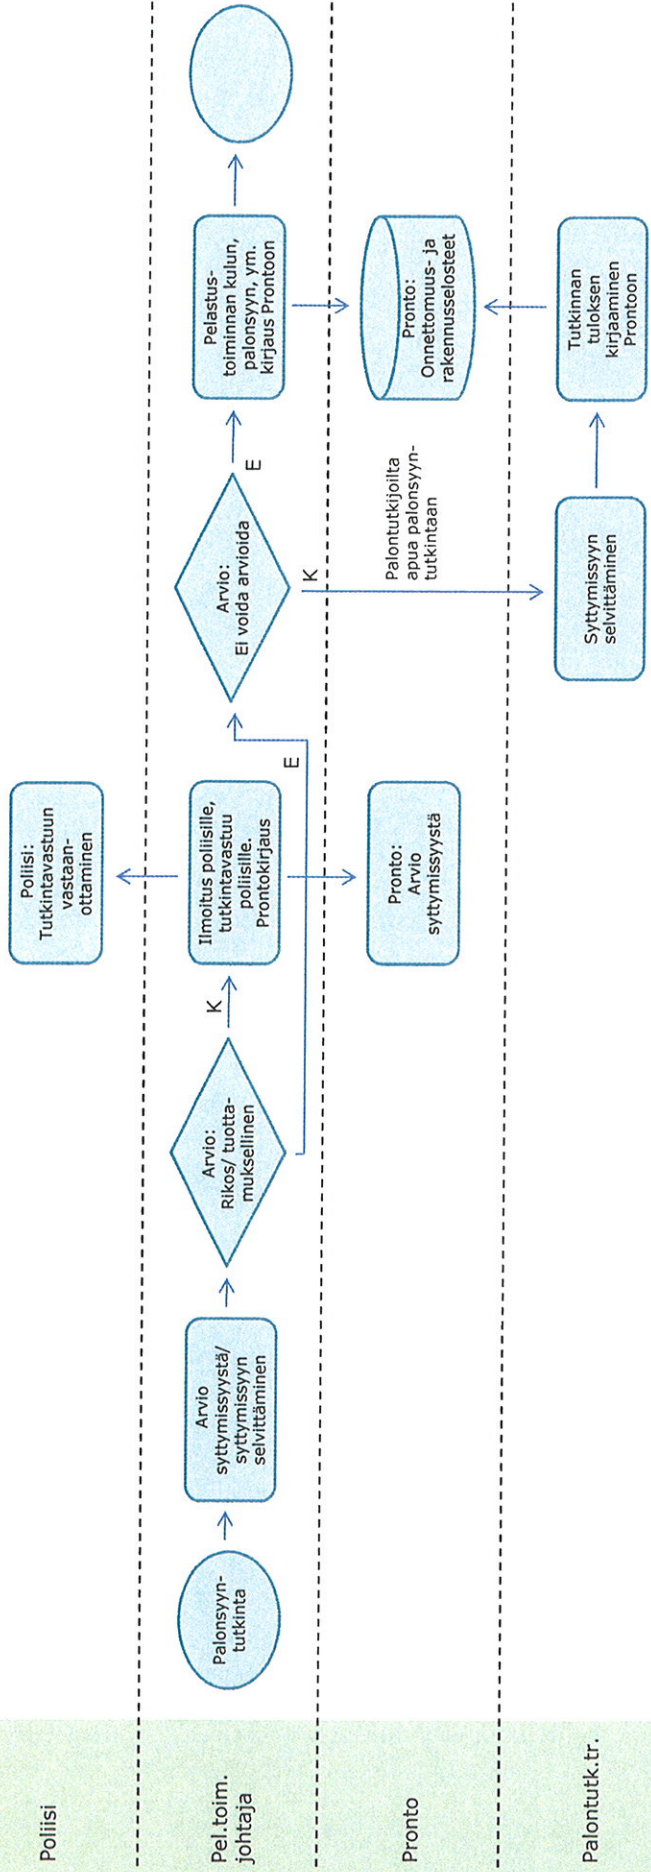 Poliisi
Poliisi:
Tutkintavastuun
vastaan-
ottaminen
Pel.toim.
johtaja
Palonsyyn-
tutkinta
Arvio
syttymissyystä/
syttymissyyn
selvittäminen
Arvio:
Rikos/ tuotta-
muksellinen
K
E
Ilmoitus poliisille,
tutkintavastuu
poliisille.
Prontokirjaus
Arvio:
Ei voida arvioida
E
K
Pelastus-
toiminnan kulun,
palonsyyn, ym.
kirjaus Prontoon
Pronto
Pronto:
Arvio
syttymissyystä
Palontutkijoilta
apua palonsyyn-
tutkintaan
Pronto:
Onnettomuus- ja
rakennusselosteet
Palontutk.tr.
Syttymissyyn
selvittäminen
Tutkinnan
tuloksen
kirjaaminen
Prontoon